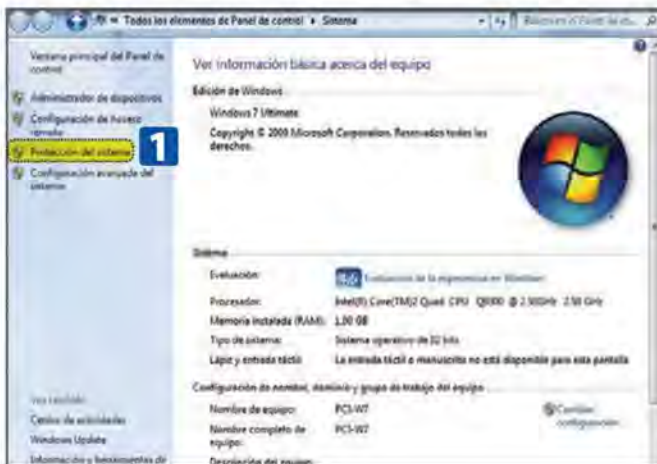 Todos los elementos de Panel de control ▸ Sistema
Ventana principal del Panel de
control
Administrador de dispositivos
Configuración de Acceso
remoto
Protección del sistema
1
Configuración avanzada del
sistema
Vea también
Centro de actividades
Windows Update
Información y herramientas de
Ver información básica acerca del equipo
Edición de Windows
Windows 7 Ultimate
Copyright © 2009 Microsoft Corporation. Reservados todos los
derechos.
Sistema
Evaluación:
Evaluación de la experiencia en Windows
Procesador:
Intel(R) Core(TM)2 Quad CPU Q8300 @ 2.50GHz 2.50 GHz
Memoria instalada (RAM):
1,00 GB
Tipo de sistema:
Sistema operativo de 32 bits
Lápiz y entrada táctil:
La entrada táctil o manuscrita no está disponible para esta pantalla
Configuración de nombre, dominio y grupo de trabajo del equipo
Nombre de equipo:
PC1-W7
Cambiar
configuración
Nombre completo de
equipo:
PC1-W7
Descripción del equipo: